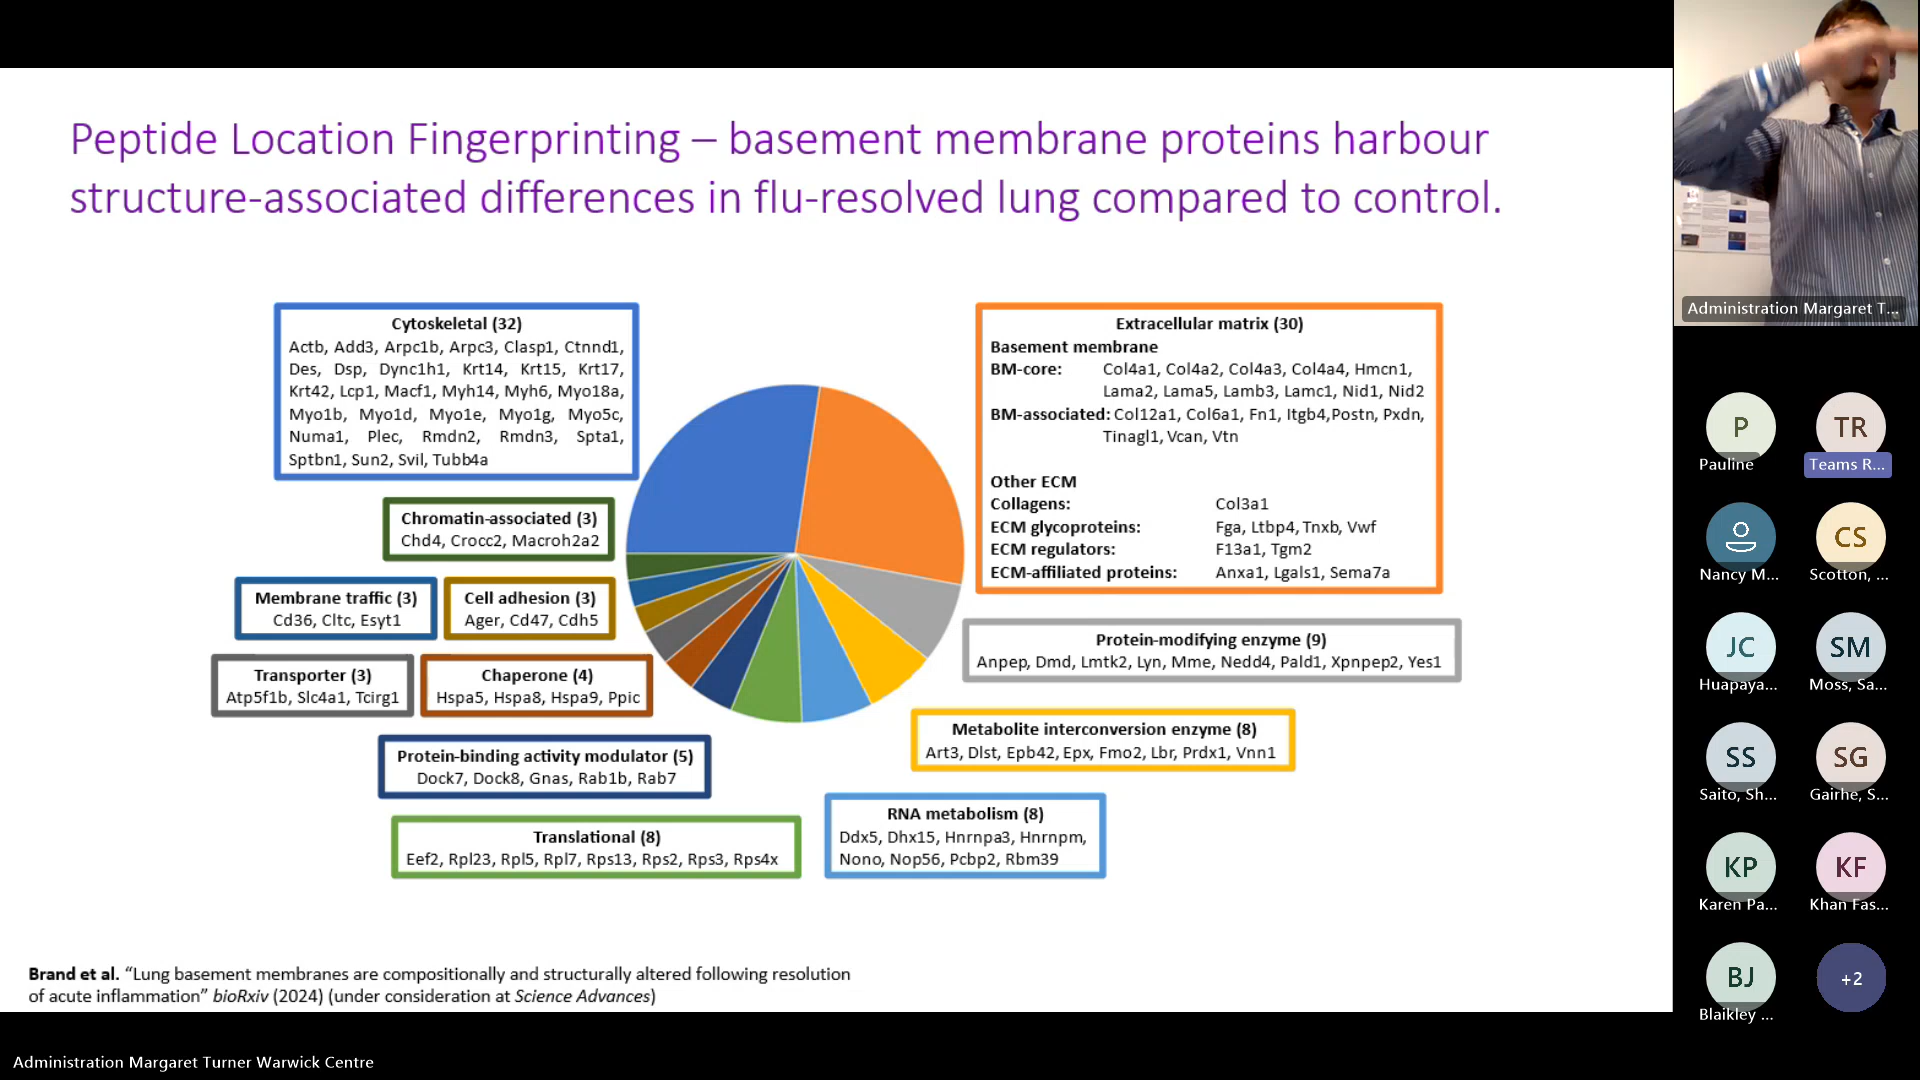 Peptide Location Fingerprinting – basement membrane proteins harbour
structure-associated differences in flu-resolved lung compared to control.
Cytoskeletal (32)
Actb, Add3, Arpc1b, Arpc3, Clasp1, Ctnnd1,
Des, Dsp, Dync1h1, Krt14, Krt15, Krt17,
Krt42, Lcp1, Macf1, Myh14, Myh6, Myo18a,
Myo1b, Myo1d, Myo1e, Myo1g, Myo5c,
Numa1, Plec, Rmdn2, Rmdn3, Spta1,
Sptbn1, Sun2, Svil, Tubb4a
Extracellular matrix (30)
Basement membrane
BM-core: Col4a1, Col4a2, Col4a3, Col4a4, Hmcn1,
Lama2, Lama5, Lamb3, Lamc1, Nid1, Nid2
BM-associated: Col12a1, Col6a1, Fn1, Itgb4,Postn, Pxdn,
Tinagl1, Vcan, Vtn
Other ECM
Collagens: Col3a1
ECM glycoproteins: Fga, Ltbp4, Tnxb, Vwf
ECM regulators: F13a1, Tgm2
ECM-affiliated proteins: Anxa1, Lgals1, Sema7a
Chromatin-associated (3)
Chd4, Crocc2, Macroh2a2
Membrane traffic (3)
Cd36, Cltc, Esyt1
Cell adhesion (3)
Ager, Cd47, Cdh5
Protein-modifying enzyme (9)
Anpep, Dmd, Lmtk2, Lyn, Mme, Nedd4, Pald1, Xpnpep2, Yes1
Transporter (3)
Atp5f1b, Slc4a1, Tcirg1
Chaperone (4)
Hspa5, Hspa8, Hspa9, Ppic
Metabolite interconversion enzyme (8)
Art3, Dlst, Epb42, Epx, Fmo2, Lbr, Prdx1, Vnn1
Protein-binding activity modulator (5)
Dock7, Dock8, Gnas, Rab1b, Rab7
RNA metabolism (8)
Ddx5, Dhx15, Hnrnpa3, Hnrnpm,
Nono, Nop56, Pcbp2, Rbm39
Translational (8)
Eef2, Rpl23, Rpl5, Rpl7, Rps13, Rps2, Rps3, Rps4x
Brand et al. “Lung basement membranes are compositionally and structurally altered following resolution
of acute inflammation” bioRxiv (2024) (under consideration at Science Advances)
Administration Margaret Turner Warwick Centre
Administration Margaret T...
P
Pauline
TR
Teams R...
Nancy M...
CS
Scotton, ...
JC
Huapaya...
SM
Moss, Sa...
SS
Saito, Sh...
SG
Gairhe, S...
KP
Karen Pa...
KF
Khan Fas...
BJ
Blaikley ...
+2